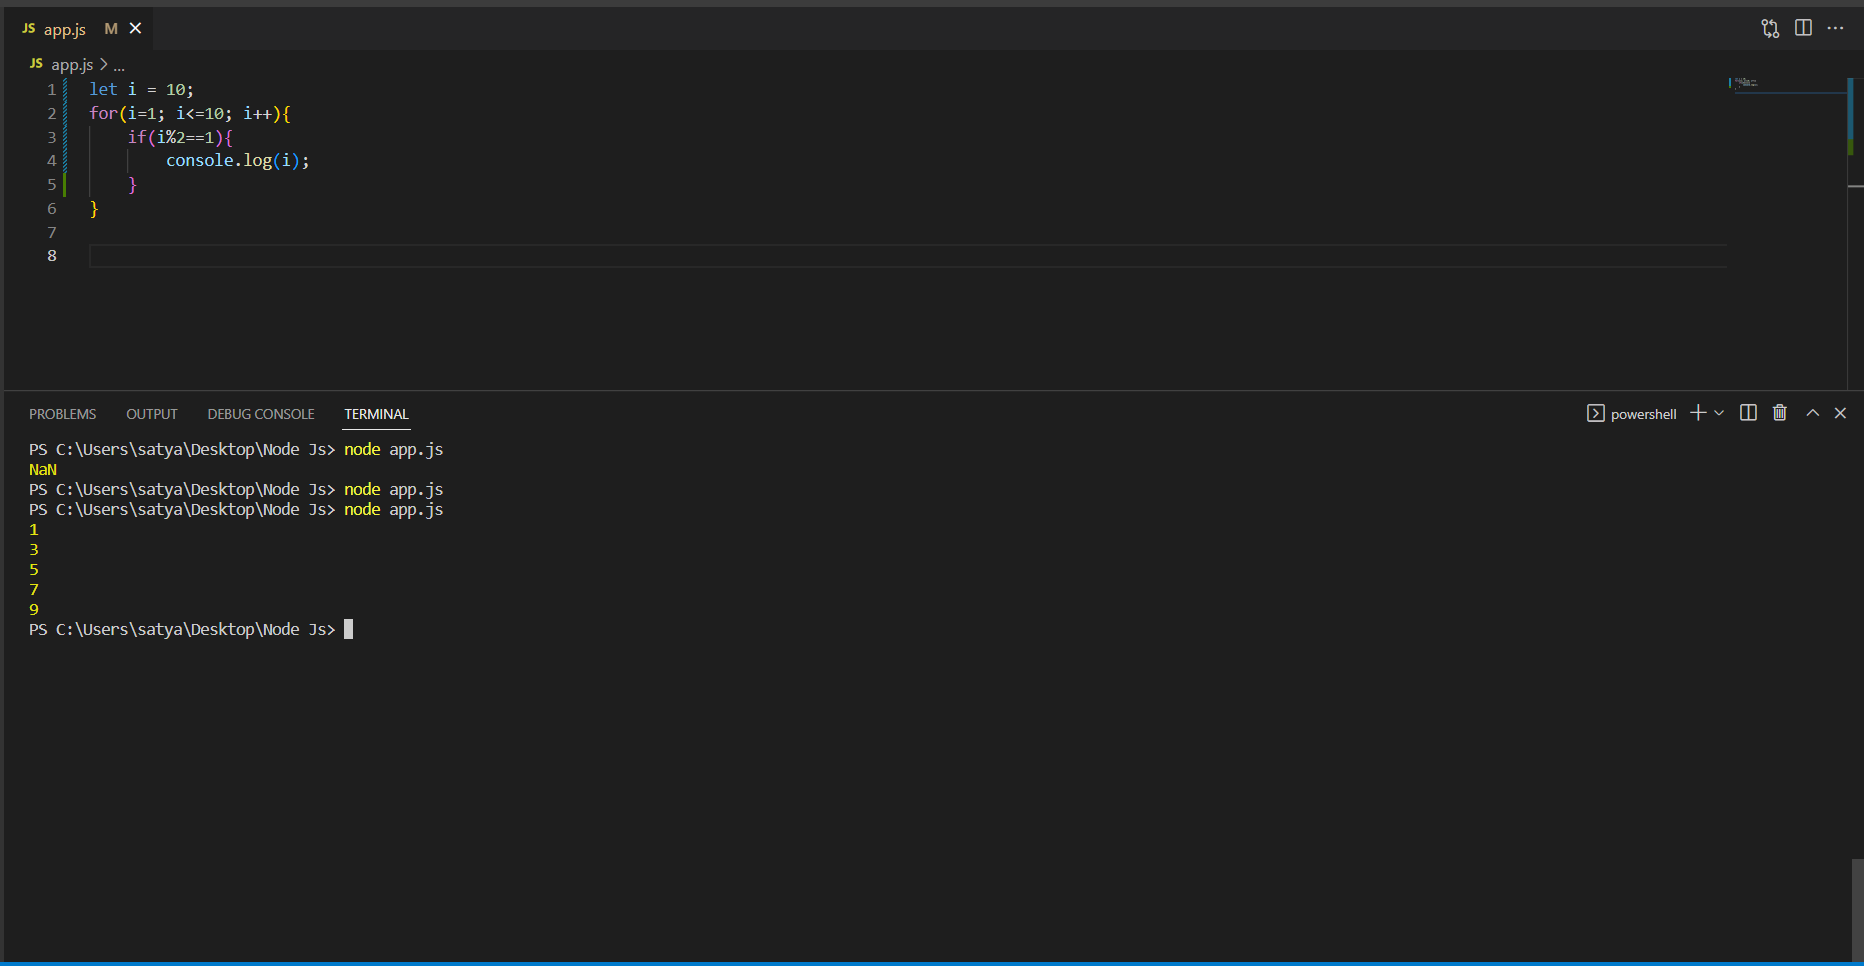 JS app.js M
JS app.js > ...
1 let i = 10;
2 for(i=1; i<=10; i++){
3 if(i%2==1){
4 console.log(i);
5 }
6 }
7
8
PROBLEMS OUTPUT DEBUG CONSOLE TERMINAL powershell
PS C:\Users\satya\Desktop\Node Js> node app.js
NaN
PS C:\Users\satya\Desktop\Node Js> node app.js
PS C:\Users\satya\Desktop\Node Js> node app.js
1
3
5
7
9
PS C:\Users\satya\Desktop\Node Js>